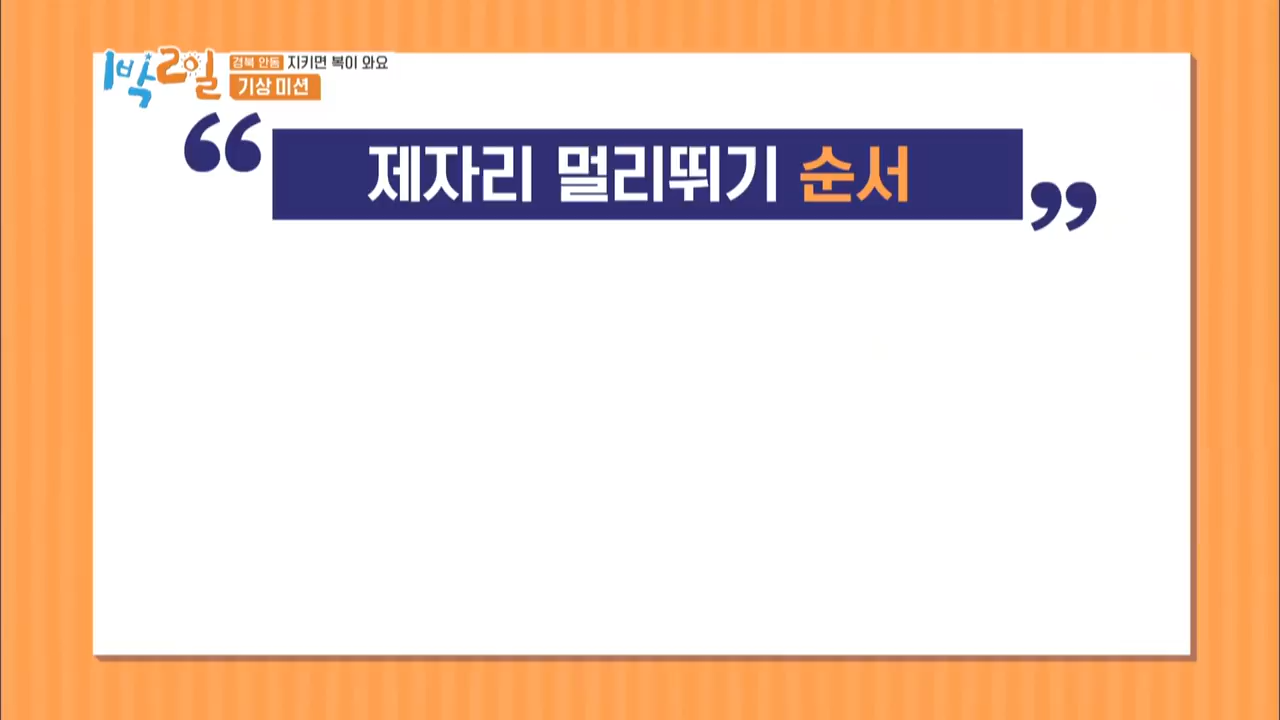 1박2일
경북 안동 지키면 복이 와요
기상 미션
“제자리 멀리뛰기 순서”